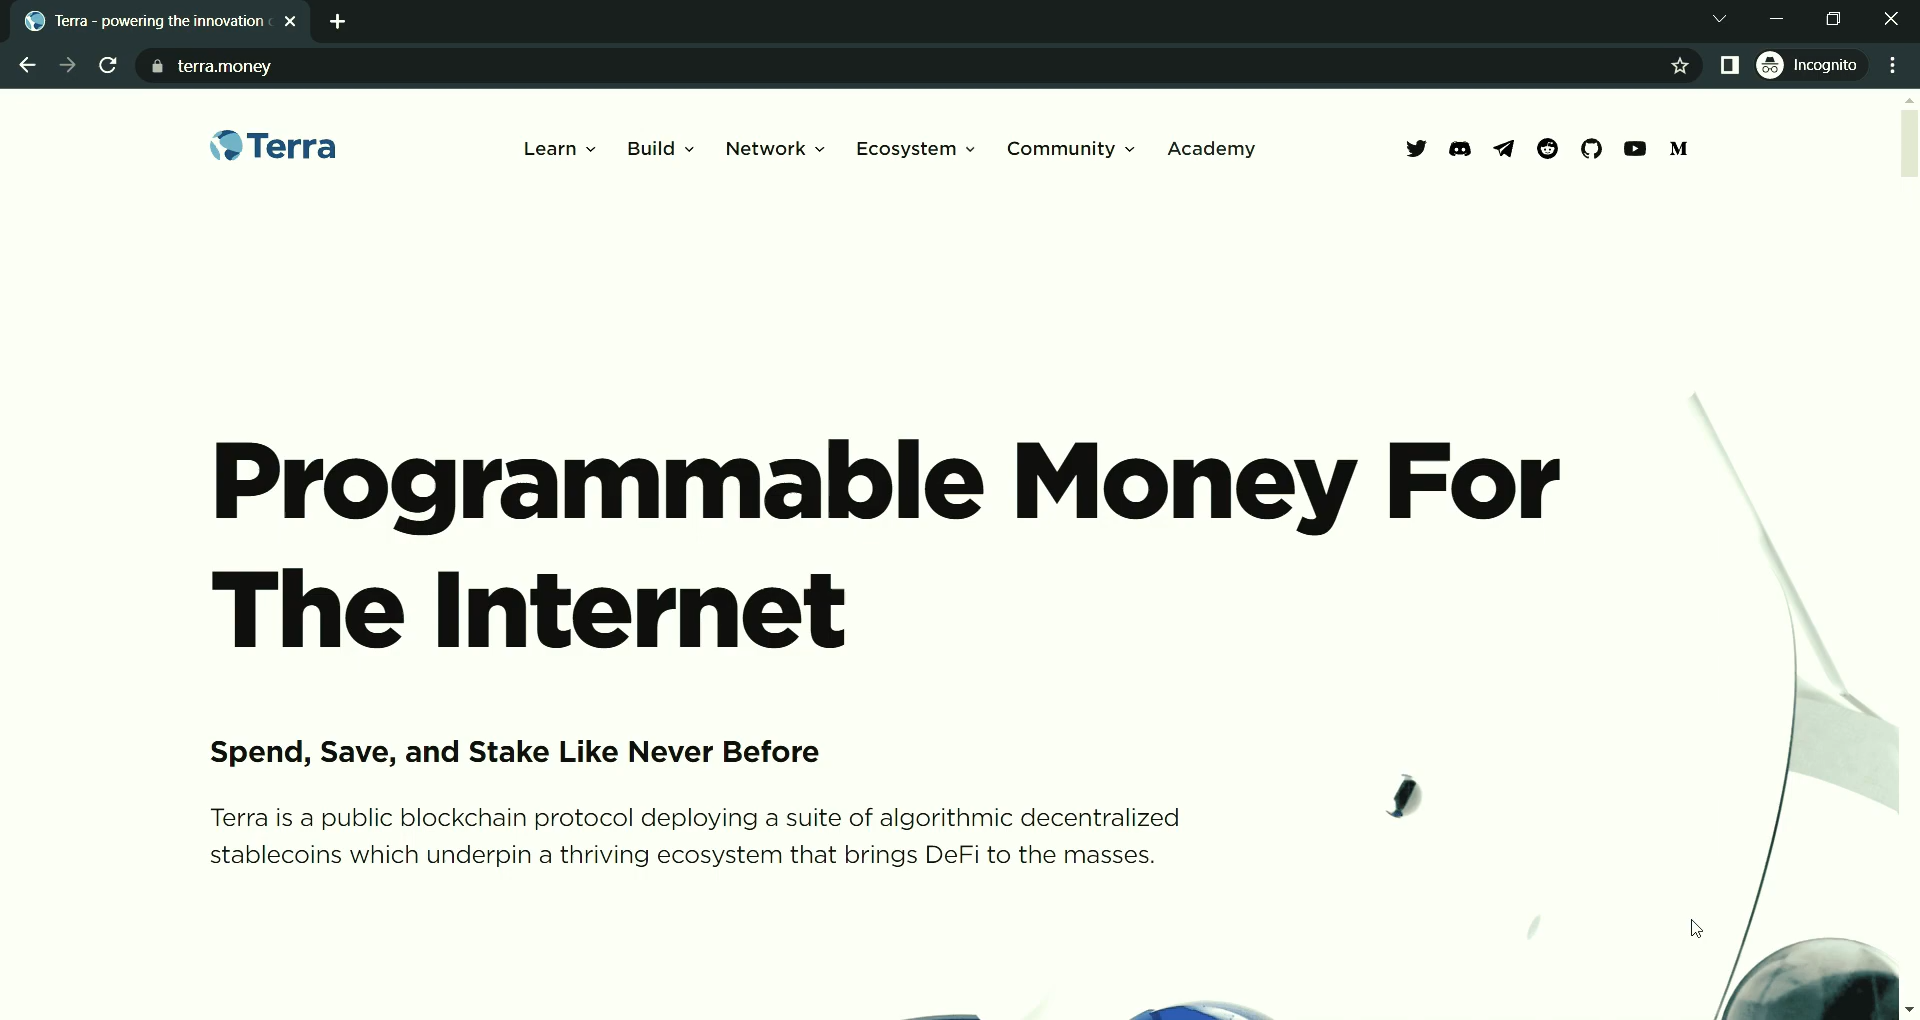 Terra - powering the innovation
terra.money
Incognito
Terra
Learn
Build
Network
Ecosystem
Community
Academy
M
Programmable Money For
The Internet
Spend, Save, and Stake Like Never Before
Terra is a public blockchain protocol deploying a suite of algorithmic decentralized
stablecoins which underpin a thriving ecosystem that brings DeFi to the masses.